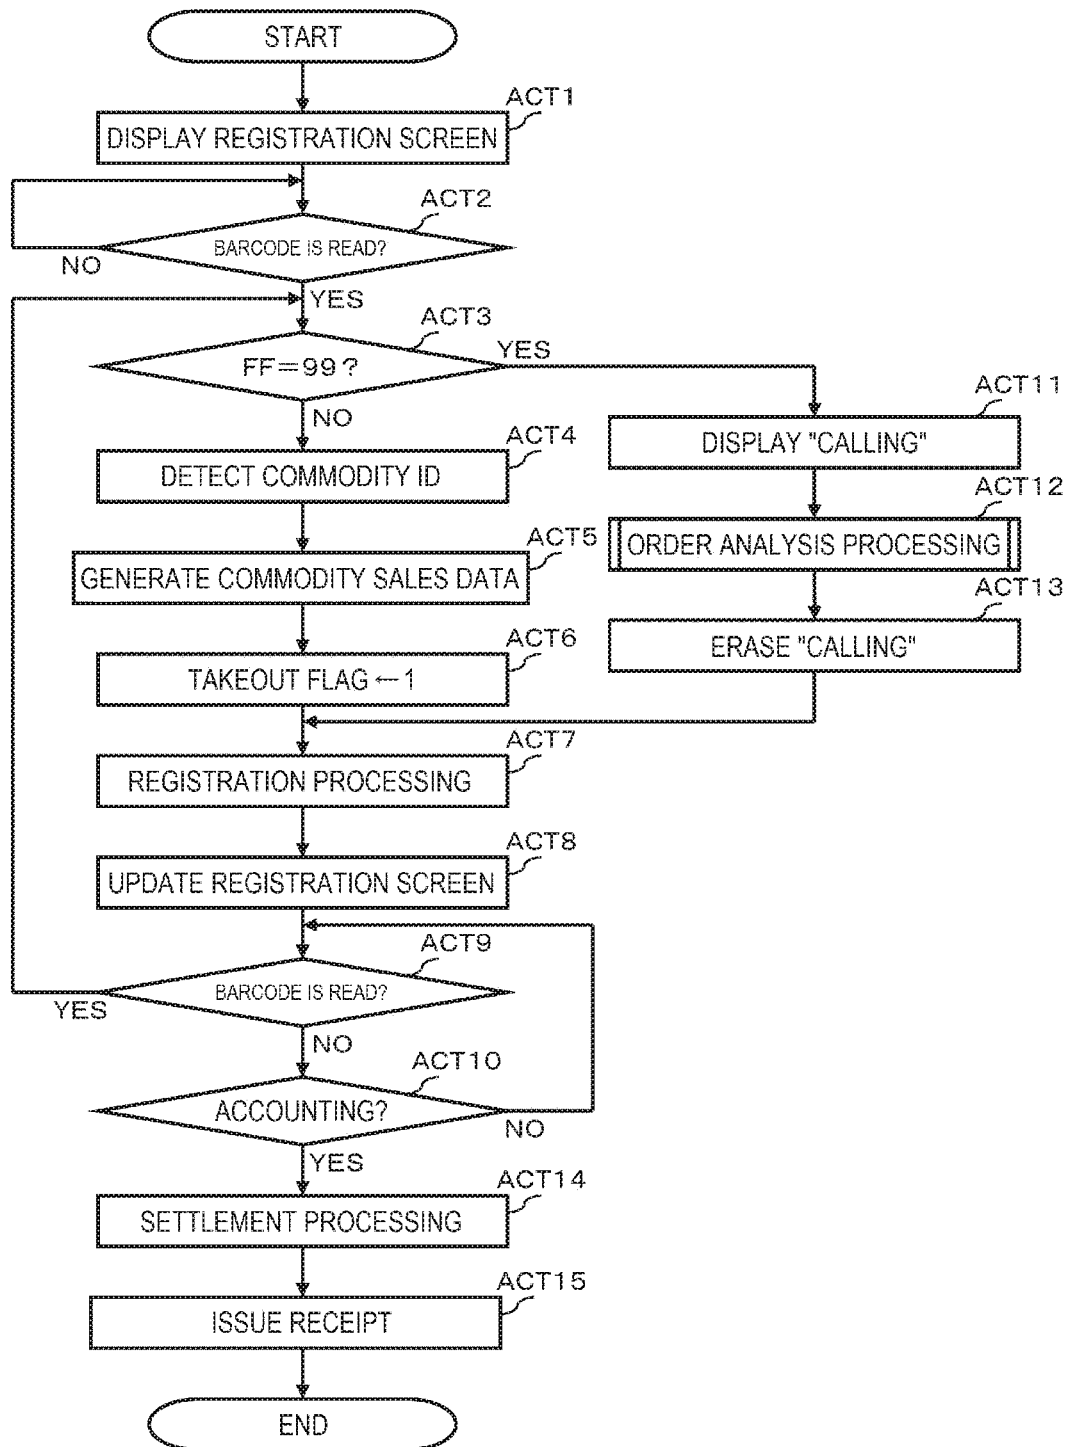 START
ACT1
DISPLAY REGISTRATION SCREEN
ACT2
BARCODE IS READ?
NO
YES
ACT3
FF=99?
YES
NO
ACT11
DISPLAY "CALLING"
ACT4
DETECT COMMODITY ID
ACT12
ORDER ANALYSIS PROCESSING
ACT5
GENERATE COMMODITY SALES DATA
ACT13
ERASE "CALLING"
ACT6
TAKEOUT FLAG ←1
ACT7
REGISTRATION PROCESSING
ACT8
UPDATE REGISTRATION SCREEN
ACT9
BARCODE IS READ?
YES
NO
ACT10
ACCOUNTING?
NO
YES
ACT14
SETTLEMENT PROCESSING
ACT15
ISSUE RECEIPT
END